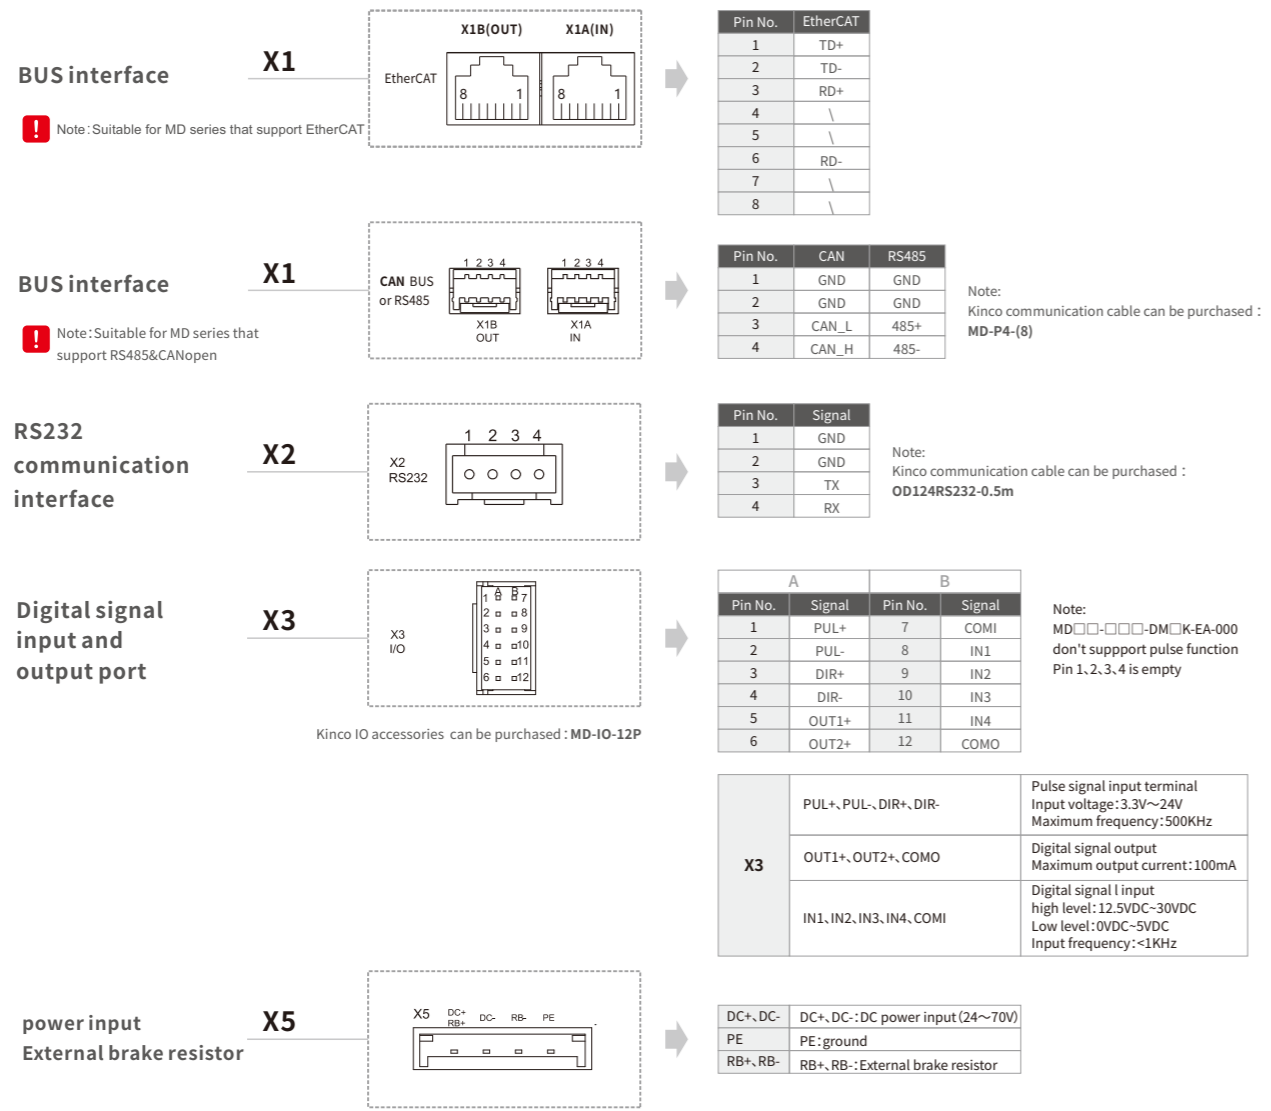 BUS interface
X1
Note:Suitable for MD series that support EtherCAT
X1B(OUT) X1A(IN)
EtherCAT
8 1 8 1
Pin No. EtherCAT
1 TD+
2 TD-
3 RD+
4 \
5 \
6 RD-
7 \
8 \
BUS interface
X1
Note:Suitable for MD series that
support RS485&CANopen
CAN BUS
or RS485
1 2 3 4 1 2 3 4
X1B X1A
OUT IN
Pin No. CAN RS485
1 GND GND
2 GND GND
3 CAN_L 485+
4 CAN_H 485-
Note:
Kinco communication cable can be purchased :
MD-P4-(8)
RS232
communication
interface
X2
X2
RS232
1 2 3 4
Pin No. Signal
1 GND
2 GND
3 TX
4 RX
Note:
Kinco communication cable can be purchased :
OD124RS232-0.5m
Digital signal
input and
output port
X3
X3
I/O
A B
1 7
2 8
3 9
4 10
5 11
6 12
Kinco IO accessories can be purchased : MD-IO-12P
A B
Pin No. Signal Pin No. Signal
1 PUL+ 7 COMI
2 PUL- 8 IN1
3 DIR+ 9 IN2
4 DIR- 10 IN3
5 OUT1+ 11 IN4
6 OUT2+ 12 COMO
Note:
MD□□-□□□-DM□K-EA-000
don't suppport pulse function
Pin 1、2、3、4 is empty
X3
PUL+、PUL-、DIR+、DIR-
Pulse signal input terminal
Input voltage:3.3V～24V
Maximum frequency:500KHz
OUT1+、OUT2+、COMO
Digital signal output
Maximum output current:100mA
IN1、IN2、IN3、IN4、COMI
Digital signal l input
high level:12.5VDC~30VDC
Low level:0VDC~5VDC
Input frequency:<1KHz
power input
External brake resistor
X5
X5 DC+ DC- RB- PE
RB+
DC+、DC- DC+、DC-:DC power input (24～70V)
PE PE:ground
RB+、RB- RB+、RB-:External brake resistor